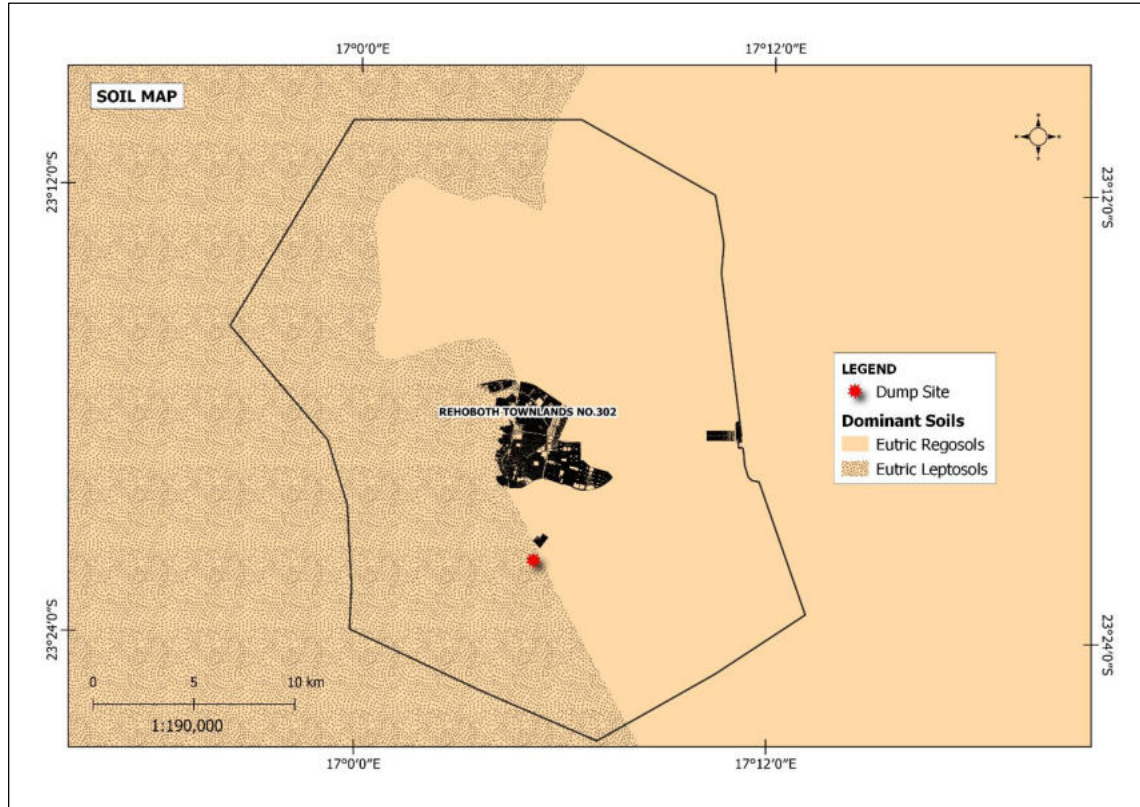 17°0'0"E
17°12'0"E
SOIL MAP
23°12'0"S
23°12'0"S
LEGEND
Dump Site
Dominant Soils
Eutric Regosols
Eutric Leptosols
REHOBOTH TOWNLANDS NO.302
23°24'0"S
23°24'0"S
0 5 10 km
1:190,000
17°0'0"E
17°12'0"E